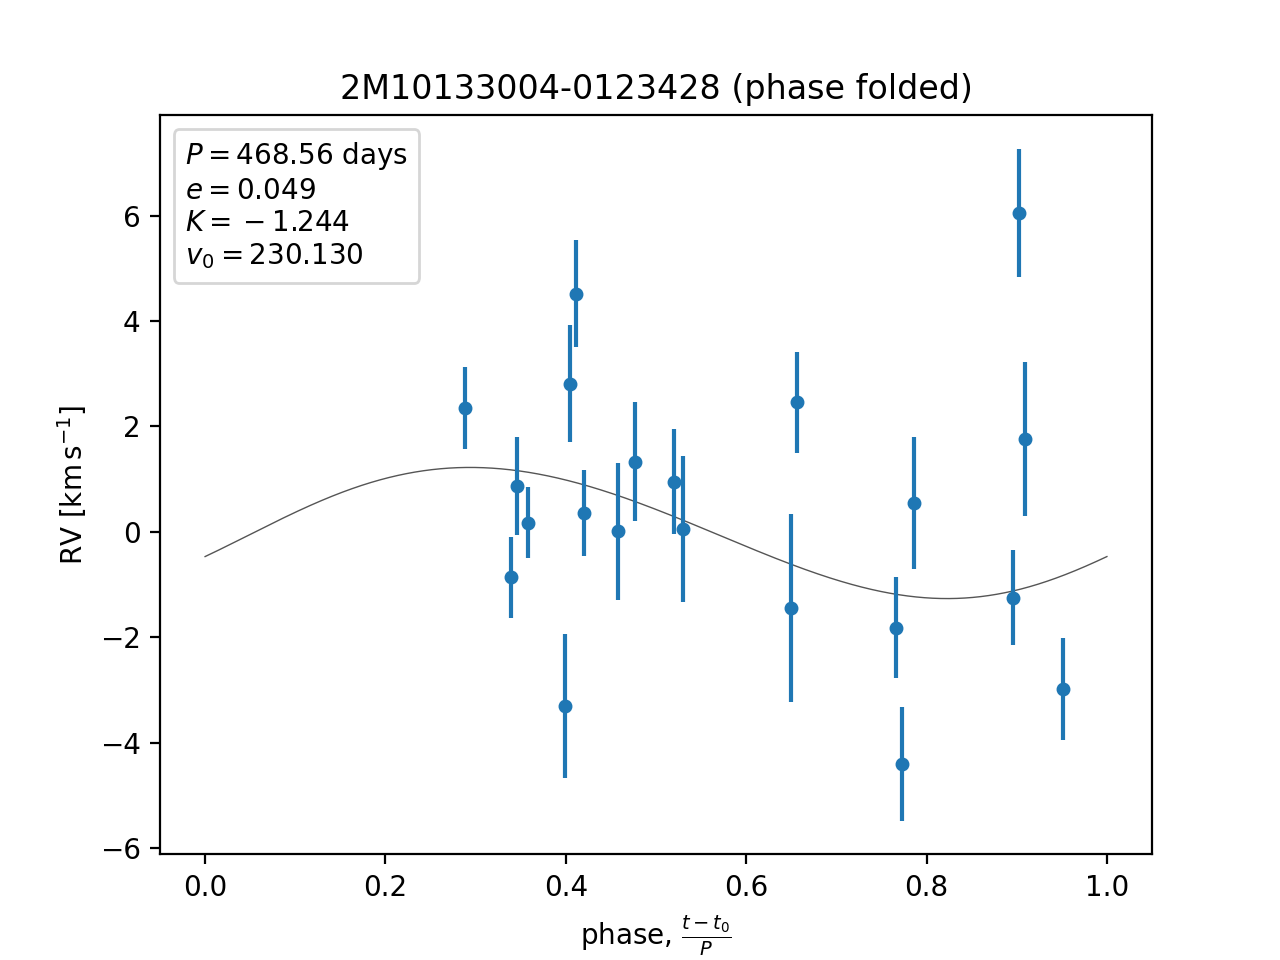 2M10133004-0123428 (phase folded)
P = 468.56 days
e = 0.049
K = −1.244
v₀ = 230.130
6
4
2
0
−2
−4
−6
RV [km s⁻¹]
0.0 0.2 0.4 0.6 0.8 1.0
phase, (t − t₀)/P